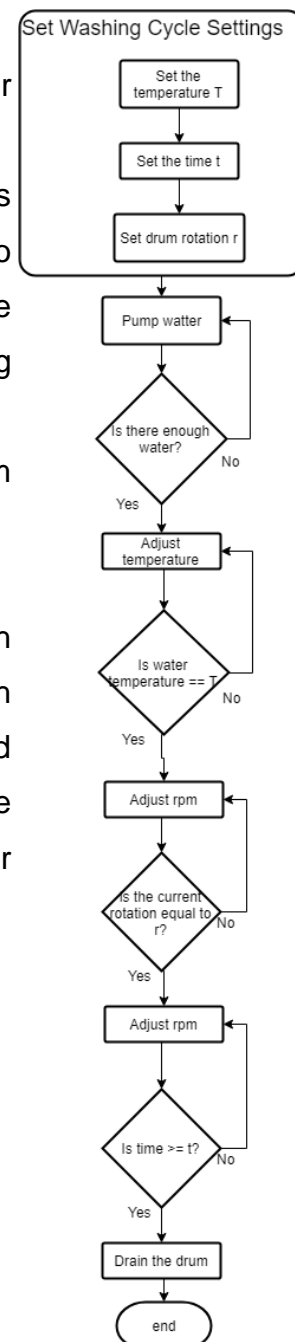 Set Washing Cycle Settings
Set the
temperature T
r
Set the time t
s
Set drum rotation r
o
e
Pump watter
g
Is there enough
water?
No
n
Yes
Adjust
temperature
n
Is water
temperature == T
No
n
d
Yes
e
Adjust rpm
r
Is the current
rotation equal to
r?
No
Yes
Adjust rpm
Is time >= t?
No
Yes
Drain the drum
end